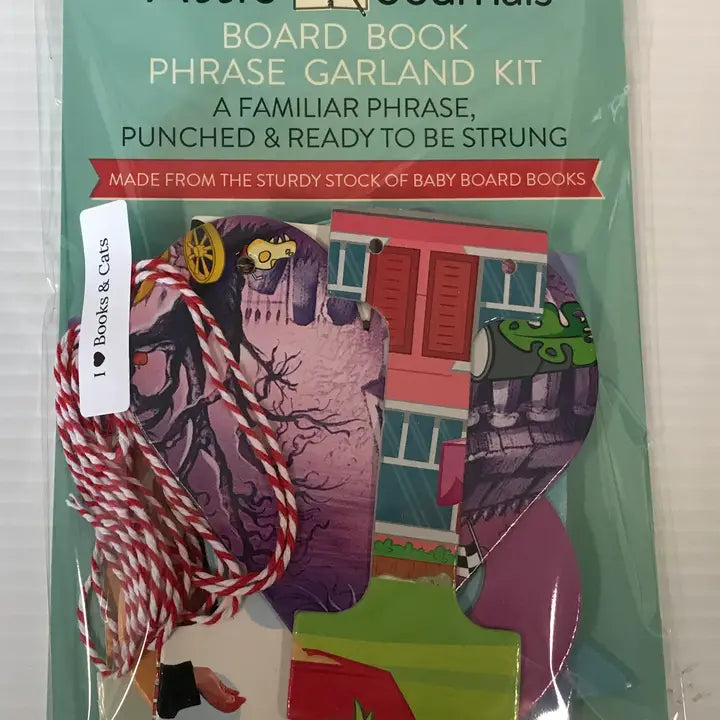 Journals
BOARD BOOK
PHRASE GARLAND KIT
A FAMILIAR PHRASE,
PUNCHED & READY TO BE STRUNG
MADE FROM THE STURDY STOCK OF BABY BOARD BOOKS
I ♥ Books & Cats